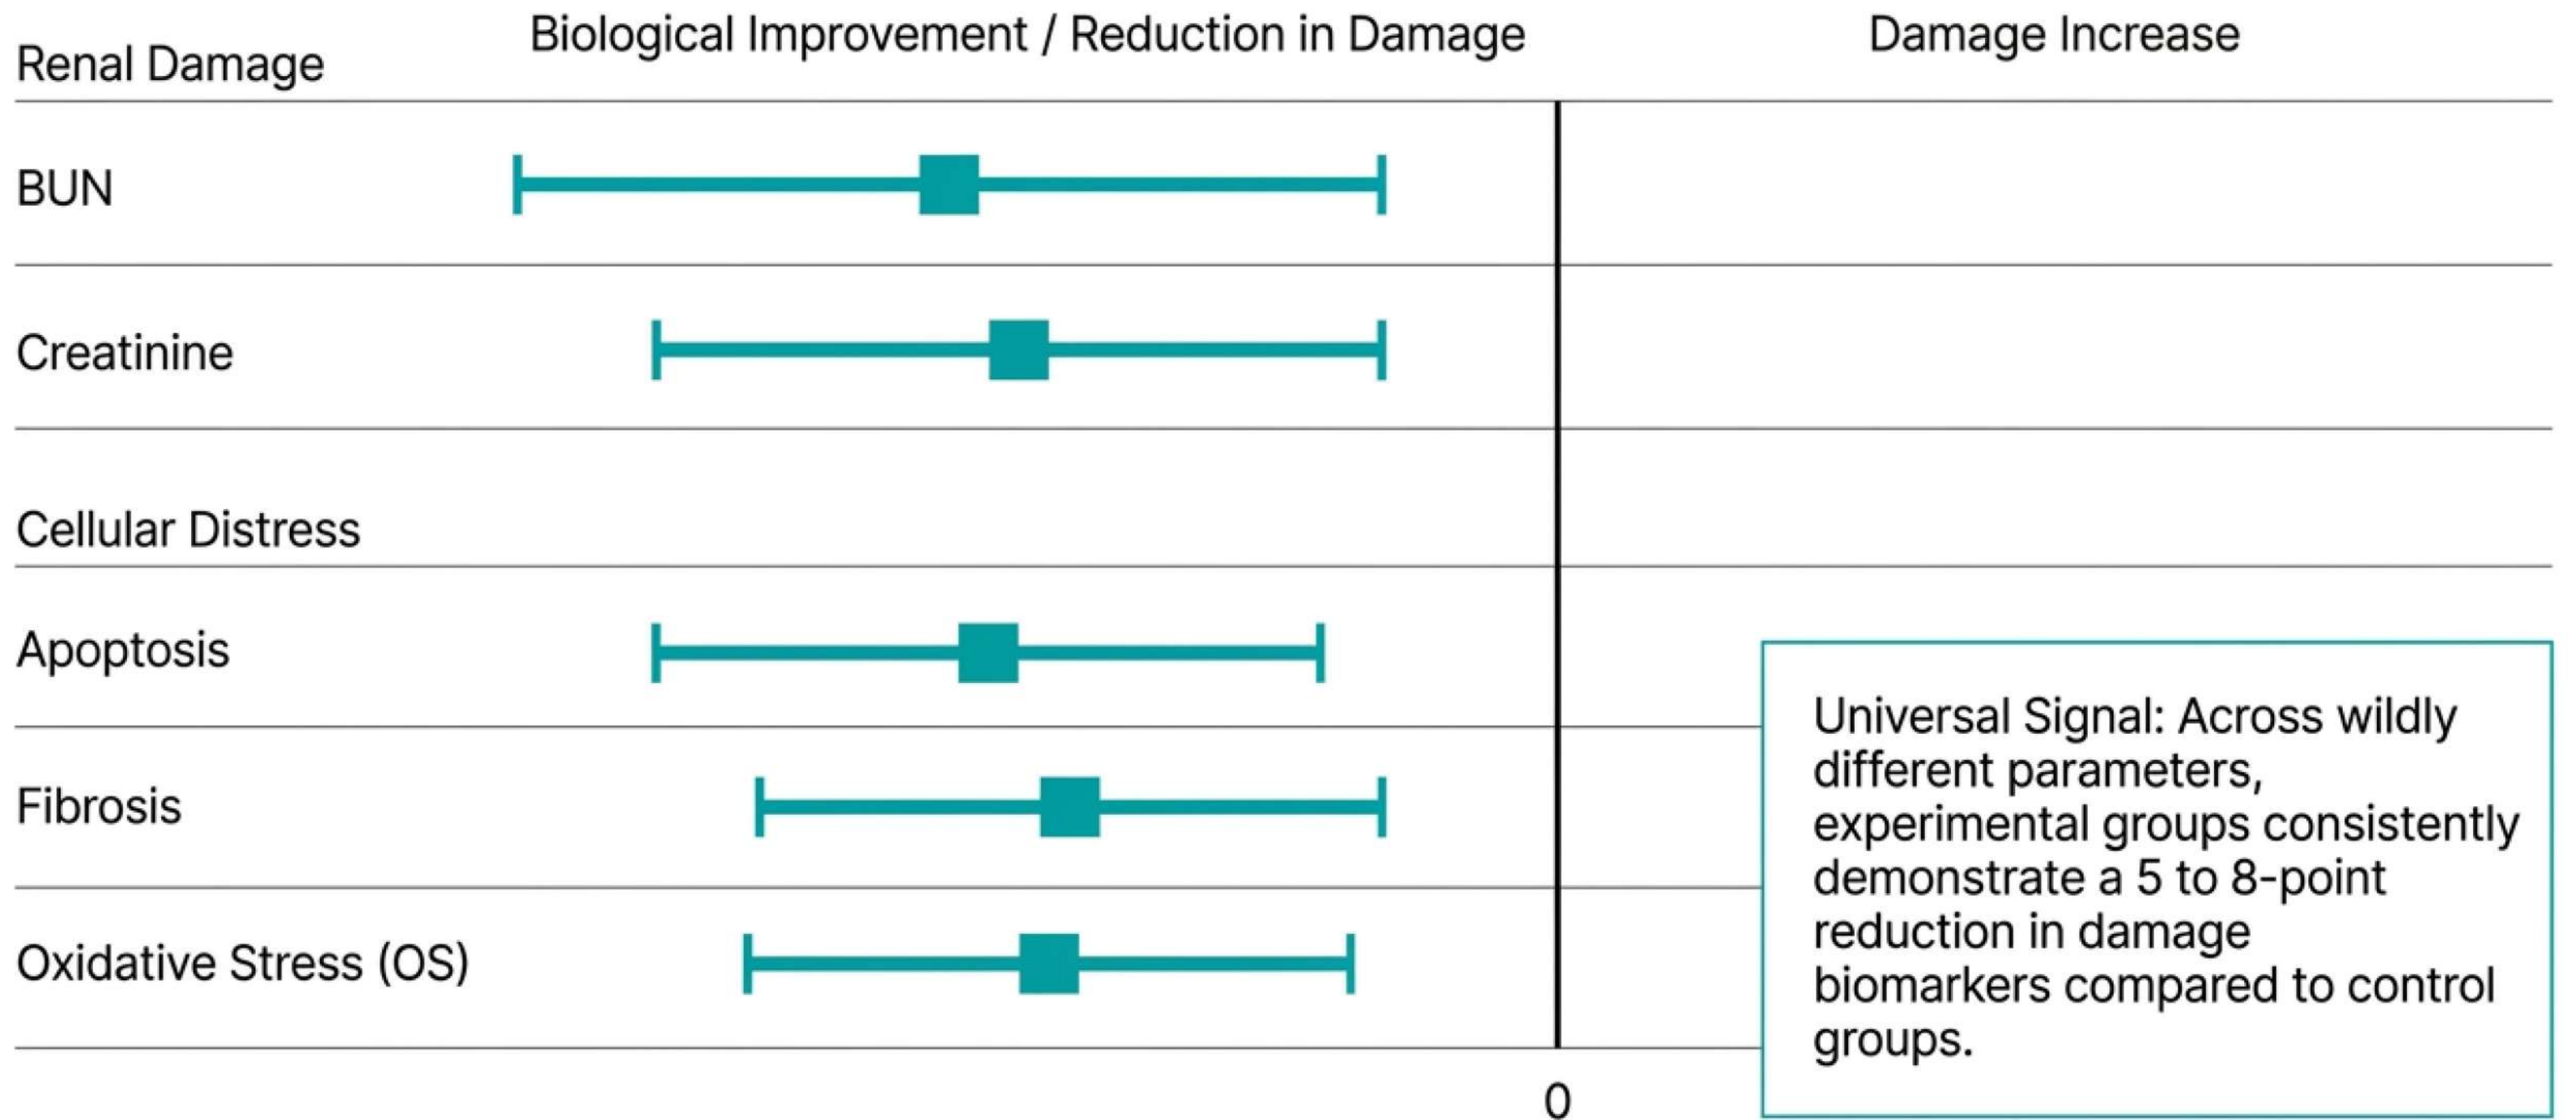 Renal Damage
Biological Improvement / Reduction in Damage
Damage Increase
BUN
Creatinine
Cellular Distress
Apoptosis
Fibrosis
Oxidative Stress (OS)
Universal Signal: Across wildly
different parameters,
experimental groups consistently
demonstrate a 5 to 8-point
reduction in damage
biomarkers compared to control
groups.
0